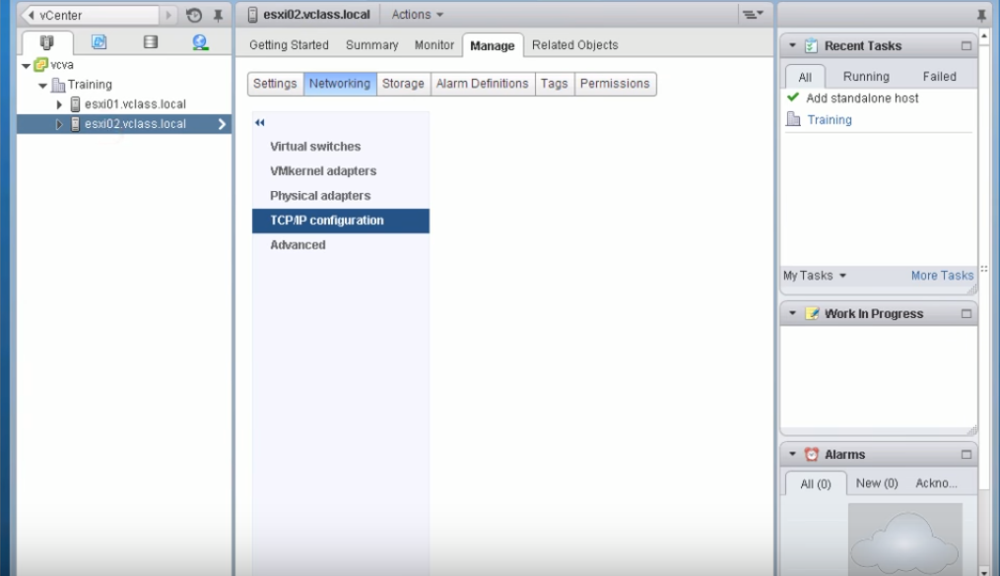 vCenter
vcva
Training
esxi01.vclass.local
esxi02.vclass.local
esxi02.vclass.local Actions
Getting Started Summary Monitor Manage Related Objects
Settings Networking Storage Alarm Definitions Tags Permissions
Virtual switches
VMkernel adapters
Physical adapters
TCP/IP configuration
Advanced
Recent Tasks
All Running Failed
Add standalone host
Training
My Tasks More Tasks
Work In Progress
Alarms
All (0) New (0) Ackno...